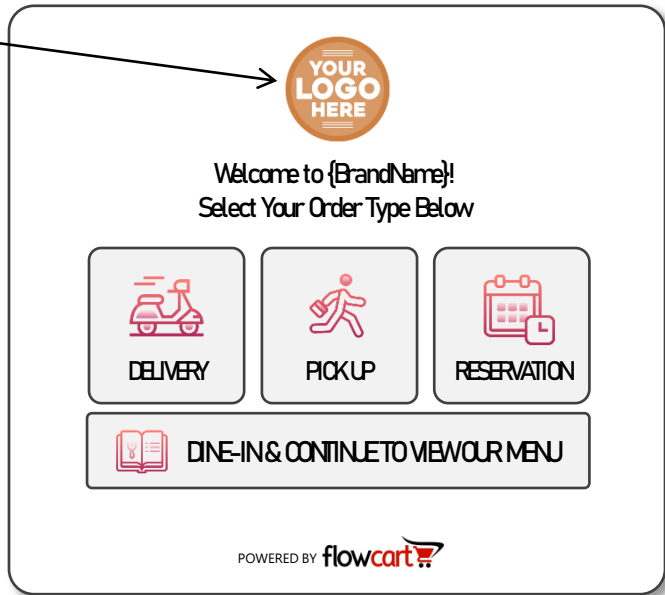 YOUR
LOGO
HERE
Welcome to {BrandName}!
Select Your Order Type Below
DELIVERY
PICK UP
RESERVATION
DINE-IN & CONTINUE TO VIEW OUR MENU
POWERED BY flowcart